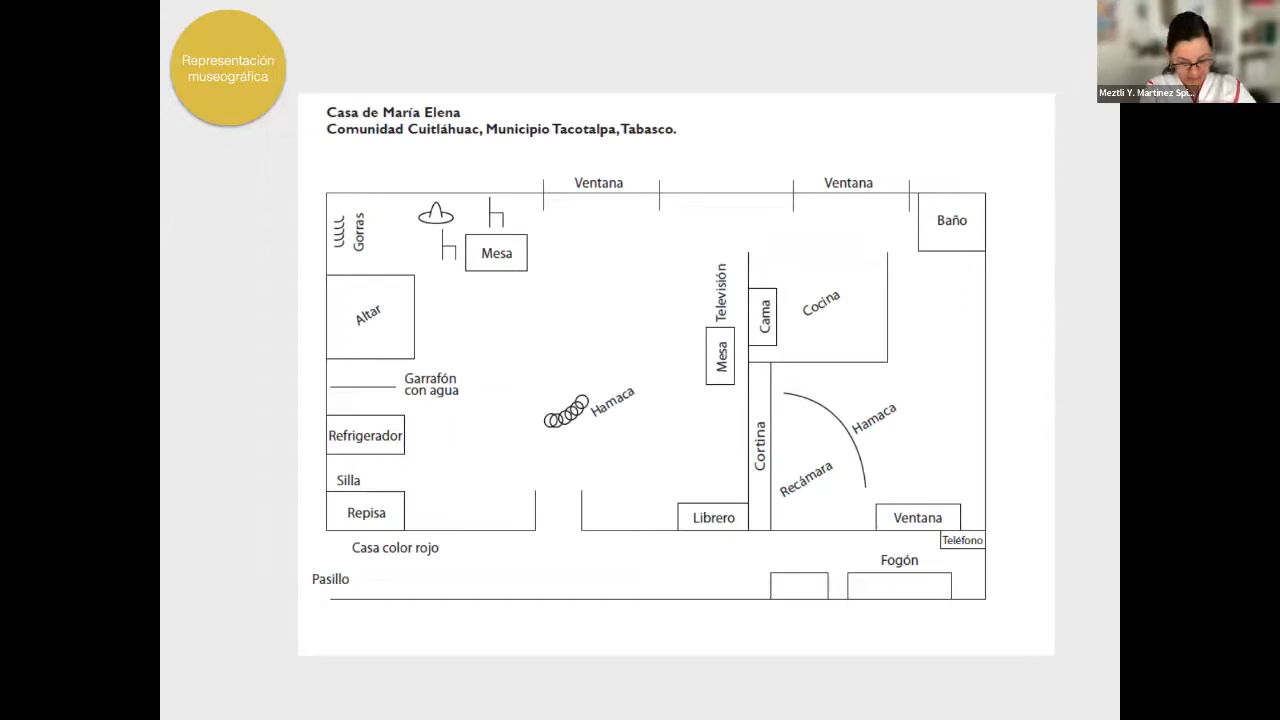 Representación
museográfica
Meztli Y. Martínez Spi...
Casa de María Elena
Comunidad Cuitláhuac, Municipio Tacotalpa, Tabasco.
Ventana
Ventana
Gorras
Mesa
Baño
Altar
Televisión
Mesa
Cama
Cocina
Garrafón
con agua
Hamaca
Refrigerador
Cortina
Hamaca
Recámara
Silla
Repisa
Librero
Ventana
Teléfono
Casa color rojo
Fogón
Pasillo